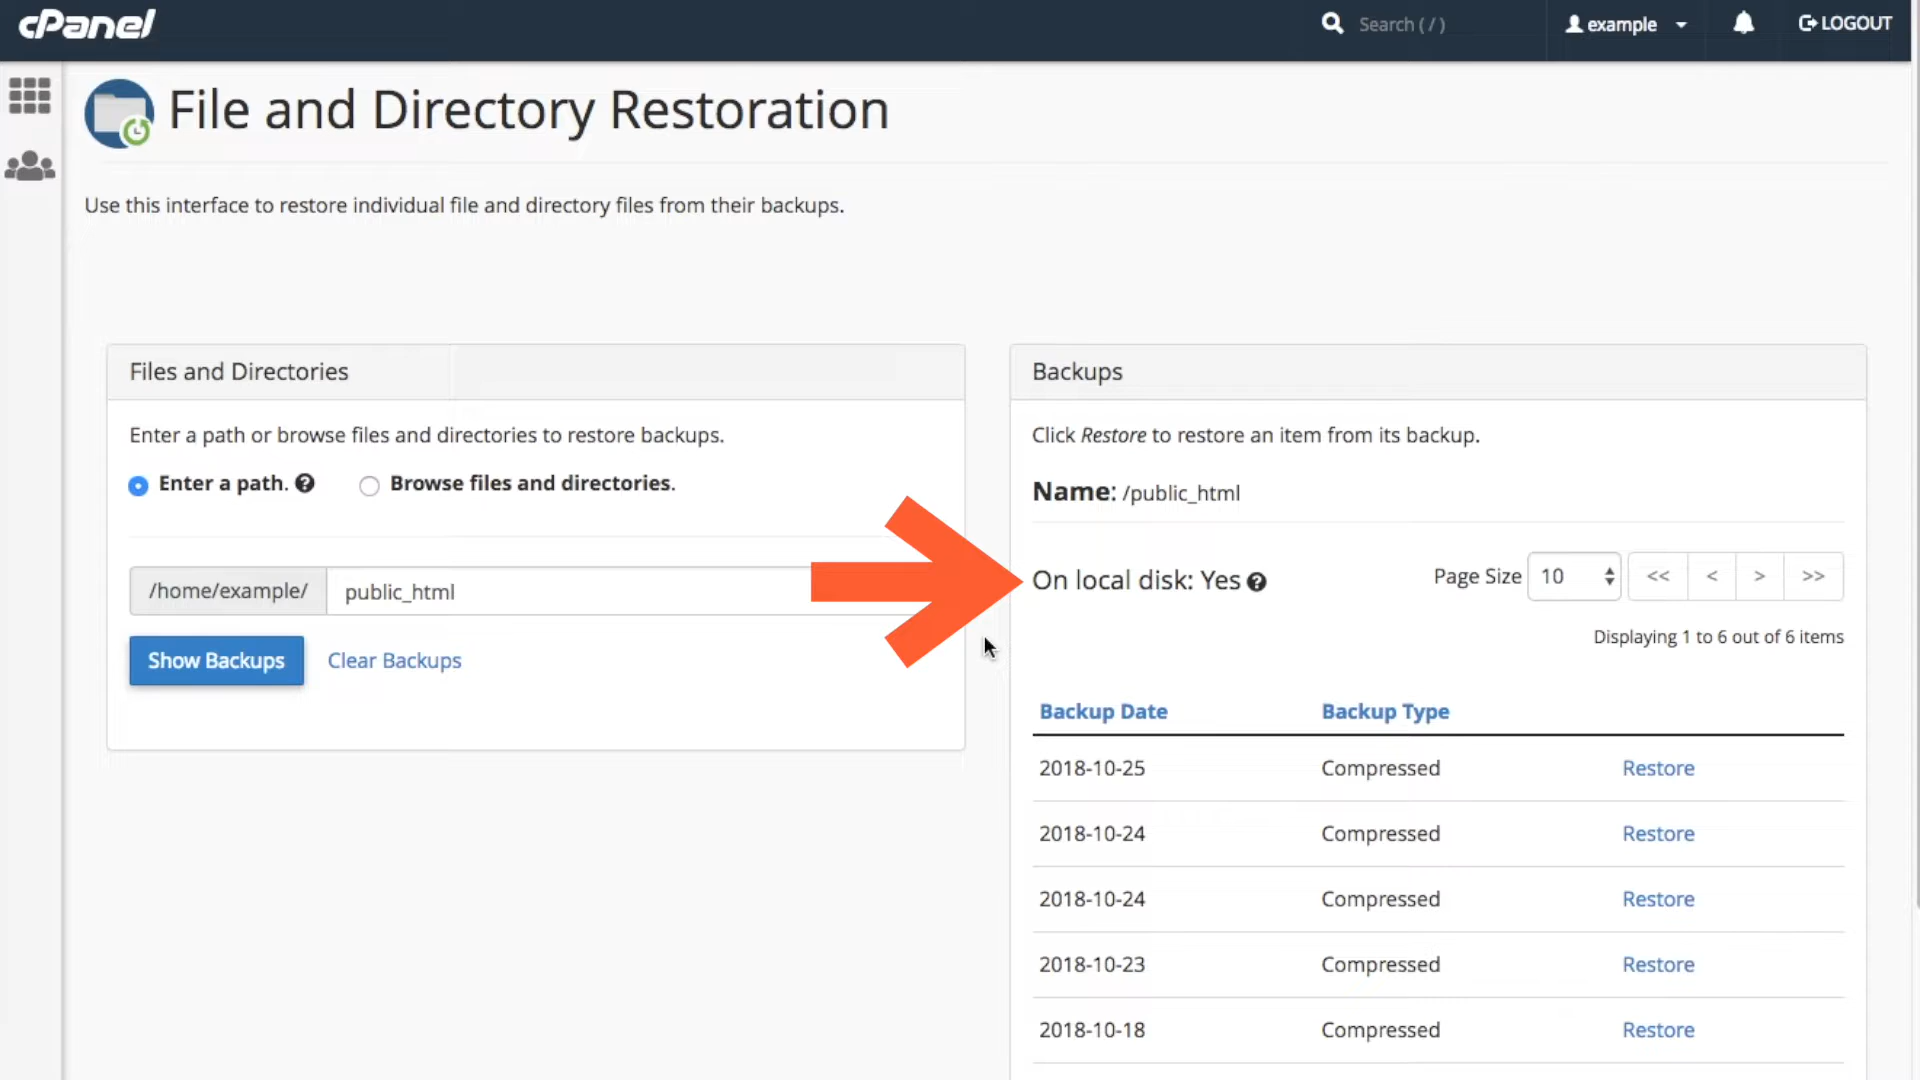 cPanel
Search ( / )
example
LOGOUT
File and Directory Restoration
Use this interface to restore individual file and directory files from their backups.
Files and Directories
Enter a path or browse files and directories to restore backups.
Enter a path. ?
Browse files and directories.
/home/example/ public_html
Show Backups
Clear Backups
Backups
Click Restore to restore an item from its backup.
Name: /public_html
On local disk: Yes ?
Page Size 10 << < > >>
Displaying 1 to 6 out of 6 items
Backup Date Backup Type
2018-10-25 Compressed Restore
2018-10-24 Compressed Restore
2018-10-24 Compressed Restore
2018-10-23 Compressed Restore
2018-10-18 Compressed Restore